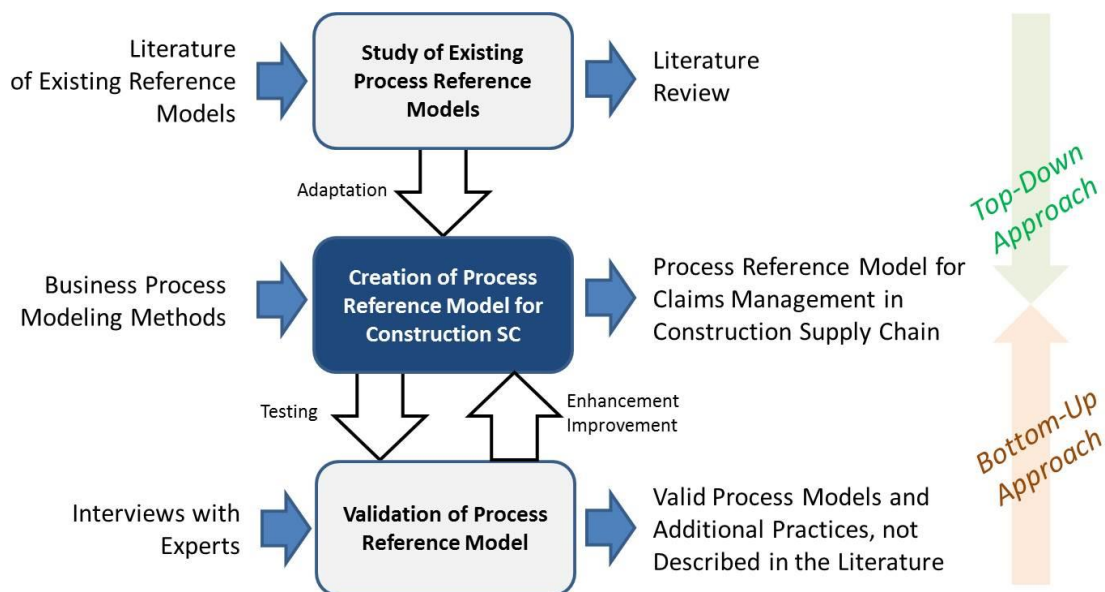 Literature
of Existing Reference
Models
Study of Existing
Process Reference
Models
Literature
Review
Adaptation
Top-Down
Approach
Business Process
Modeling Methods
Creation of Process
Reference Model for
Construction SC
Process Reference Model for
Claims Management in
Construction Supply Chain
Testing
Enhancement
Improvement
Bottom-Up
Approach
Interviews with
Experts
Validation of Process
Reference Model
Valid Process Models and
Additional Practices, not
Described in the Literature